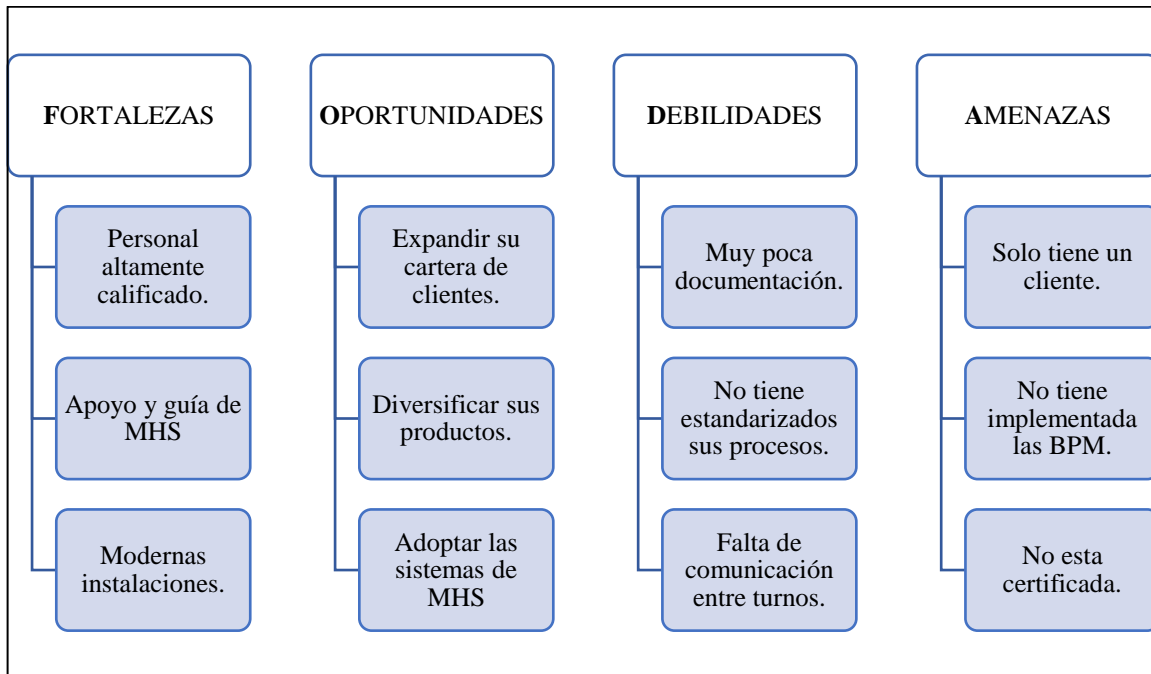 FORTALEZAS
Personal
altamente
calificado.
Apoyo y guía de
MHS
Modernas
instalaciones.
OPORTUNIDADES
Expandir su
cartera de
clientes.
Diversificar sus
productos.
Adoptar las
sistemas de
MHS
DEBILIDADES
Muy poca
documentación.
No tiene
estandarizados
sus procesos.
Falta de
comunicación
entre turnos.
AMENAZAS
Solo tiene un
cliente.
No tiene
implementada
las BPM.
No esta
certificada.